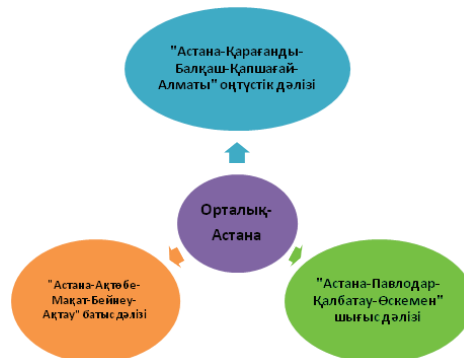 "Астана-Қарағанды-
Балқаш-Қапшағай-
Алматы" оңтүстік дәлізі
Орталық-
Астана
"Астана-Ақтөбе-
Мақат-Бейнеу-
Ақтау" батыс дәлізі
"Астана-Павлодар-
Қалбатау-Өскемен"
шығыс дәлізі